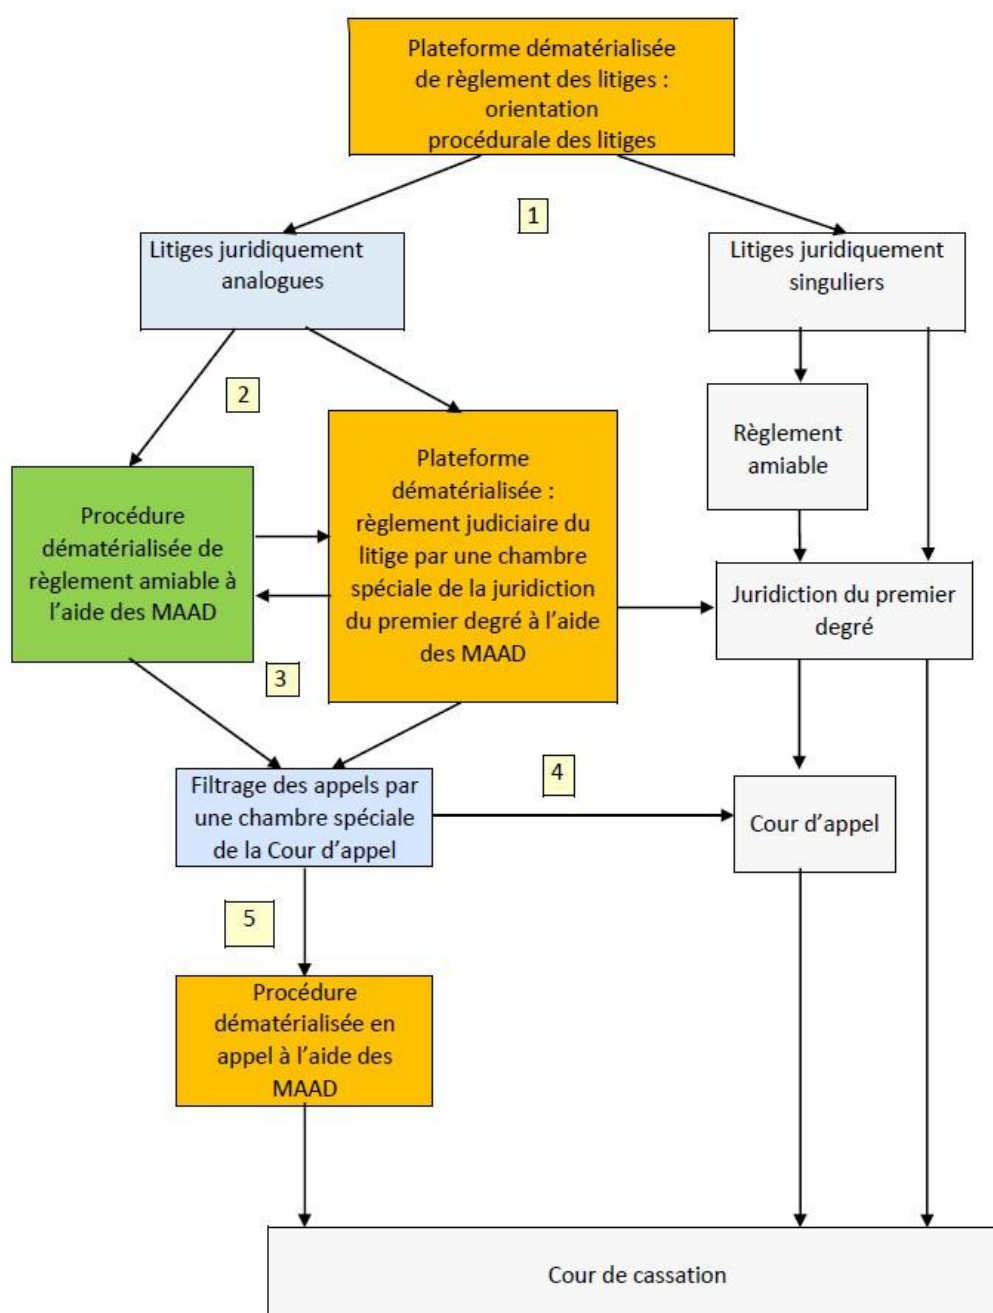 Plateforme dématérialisée
de règlement des litiges :
orientation
procédurale des litiges
1
Litiges juridiquement
analogues
Litiges juridiquement
singuliers
2
Règlement
amiable
Procédure
dématérialisée de
règlement amiable à
l'aide des MAAD
Plateforme
dématérialisée :
règlement judiciaire du
litige par une chambre
spéciale de la juridiction
du premier degré à l'aide
des MAAD
Juridiction du premier
degré
3
4
Filtrage des appels par
une chambre spéciale
de la Cour d'appel
Cour d'appel
5
Procédure
dématérialisée en
appel à l'aide des
MAAD
Cour de cassation